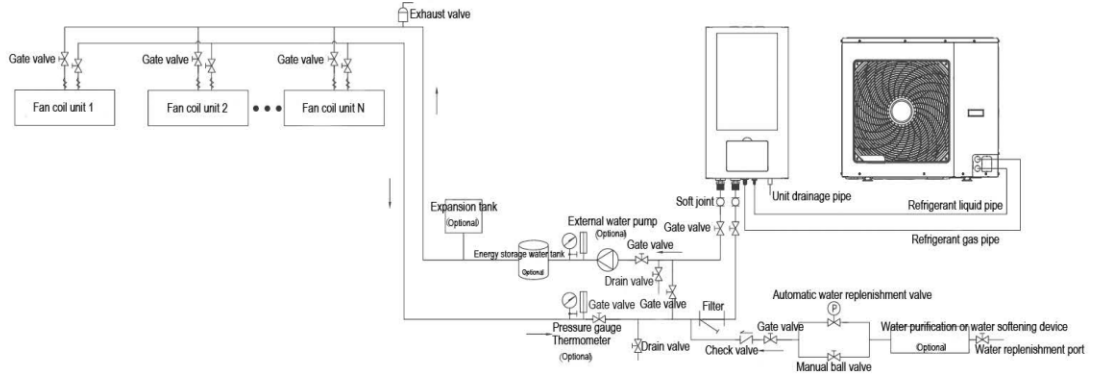 Exhaust valve
Gate valve
Gate valve
Gate valve
Fan coil unit 1
Fan coil unit 2
Fan coil unit N
Unit drainage pipe
Soft joint
Refrigerant liquid pipe
Expansion tank
(Optional)
External water pump
(Optional)
Gate valve
Refrigerant gas pipe
Gate valve
Energy storage water tank
Optional
Drain valve
Gate valve
Gate valve
Filter
Automatic water replenishment valve
P
Pressure gauge
Thermometer
(Optional)
Drain valve
Check valve
Gate valve
Water purification or water softening device
Optional
Water replenishment port
Manual ball valve